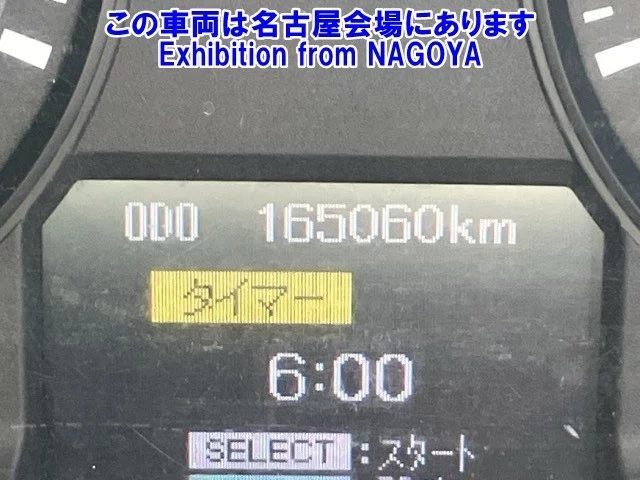 この車両は名古屋会場にあります
Exhibition from NAGOYA
ODO 165060km
タイマー
6:00
SELECT :スタート